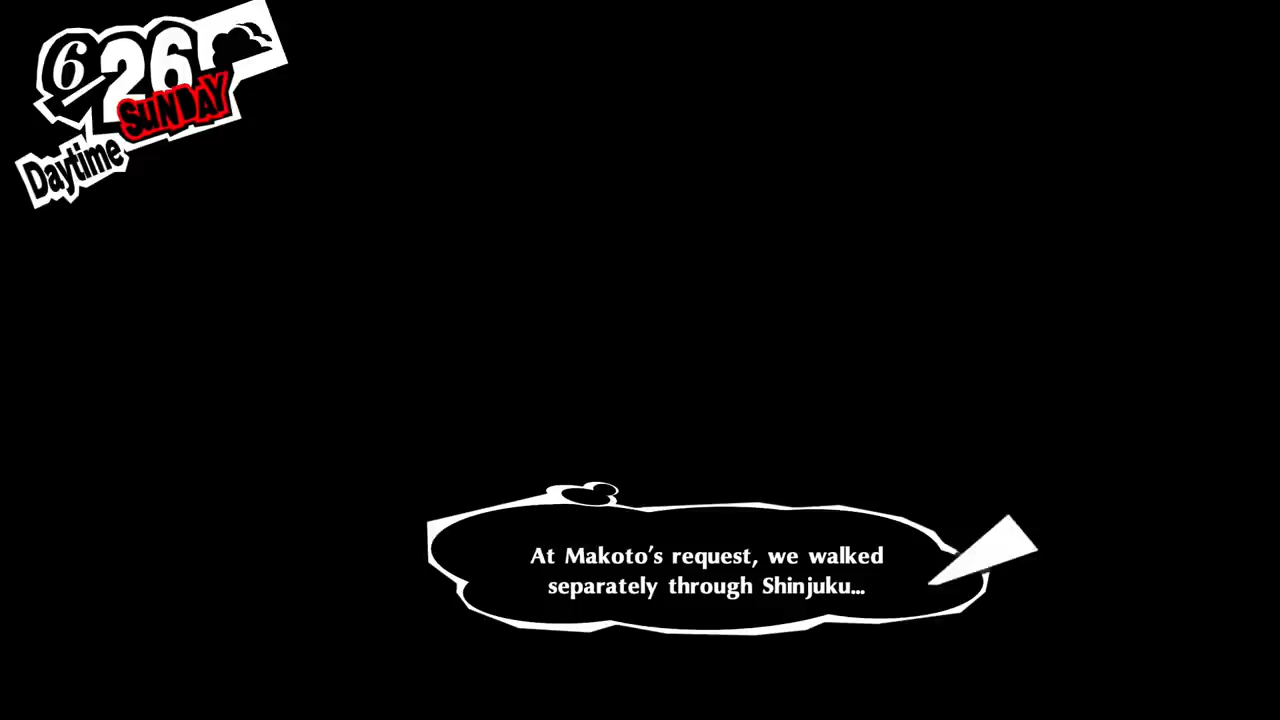 6/26
SUNDAY
Daytime
At Makoto's request, we walked
separately through Shinjuku...